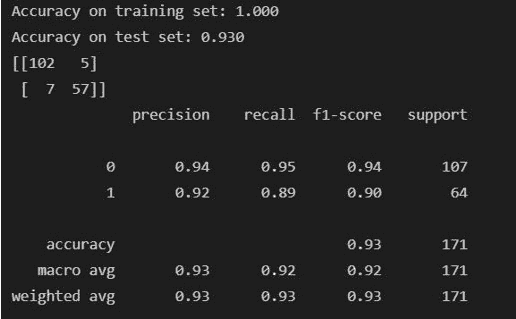 Accuracy on training set: 1.000
Accuracy on test set: 0.930
[[102   5]
 [  7  57]]
              precision    recall  f1-score   support

           0       0.94      0.95      0.94       107
           1       0.92      0.89      0.90        64

    accuracy                           0.93       171
   macro avg       0.93      0.92      0.92       171
weighted avg       0.93      0.93      0.93       171